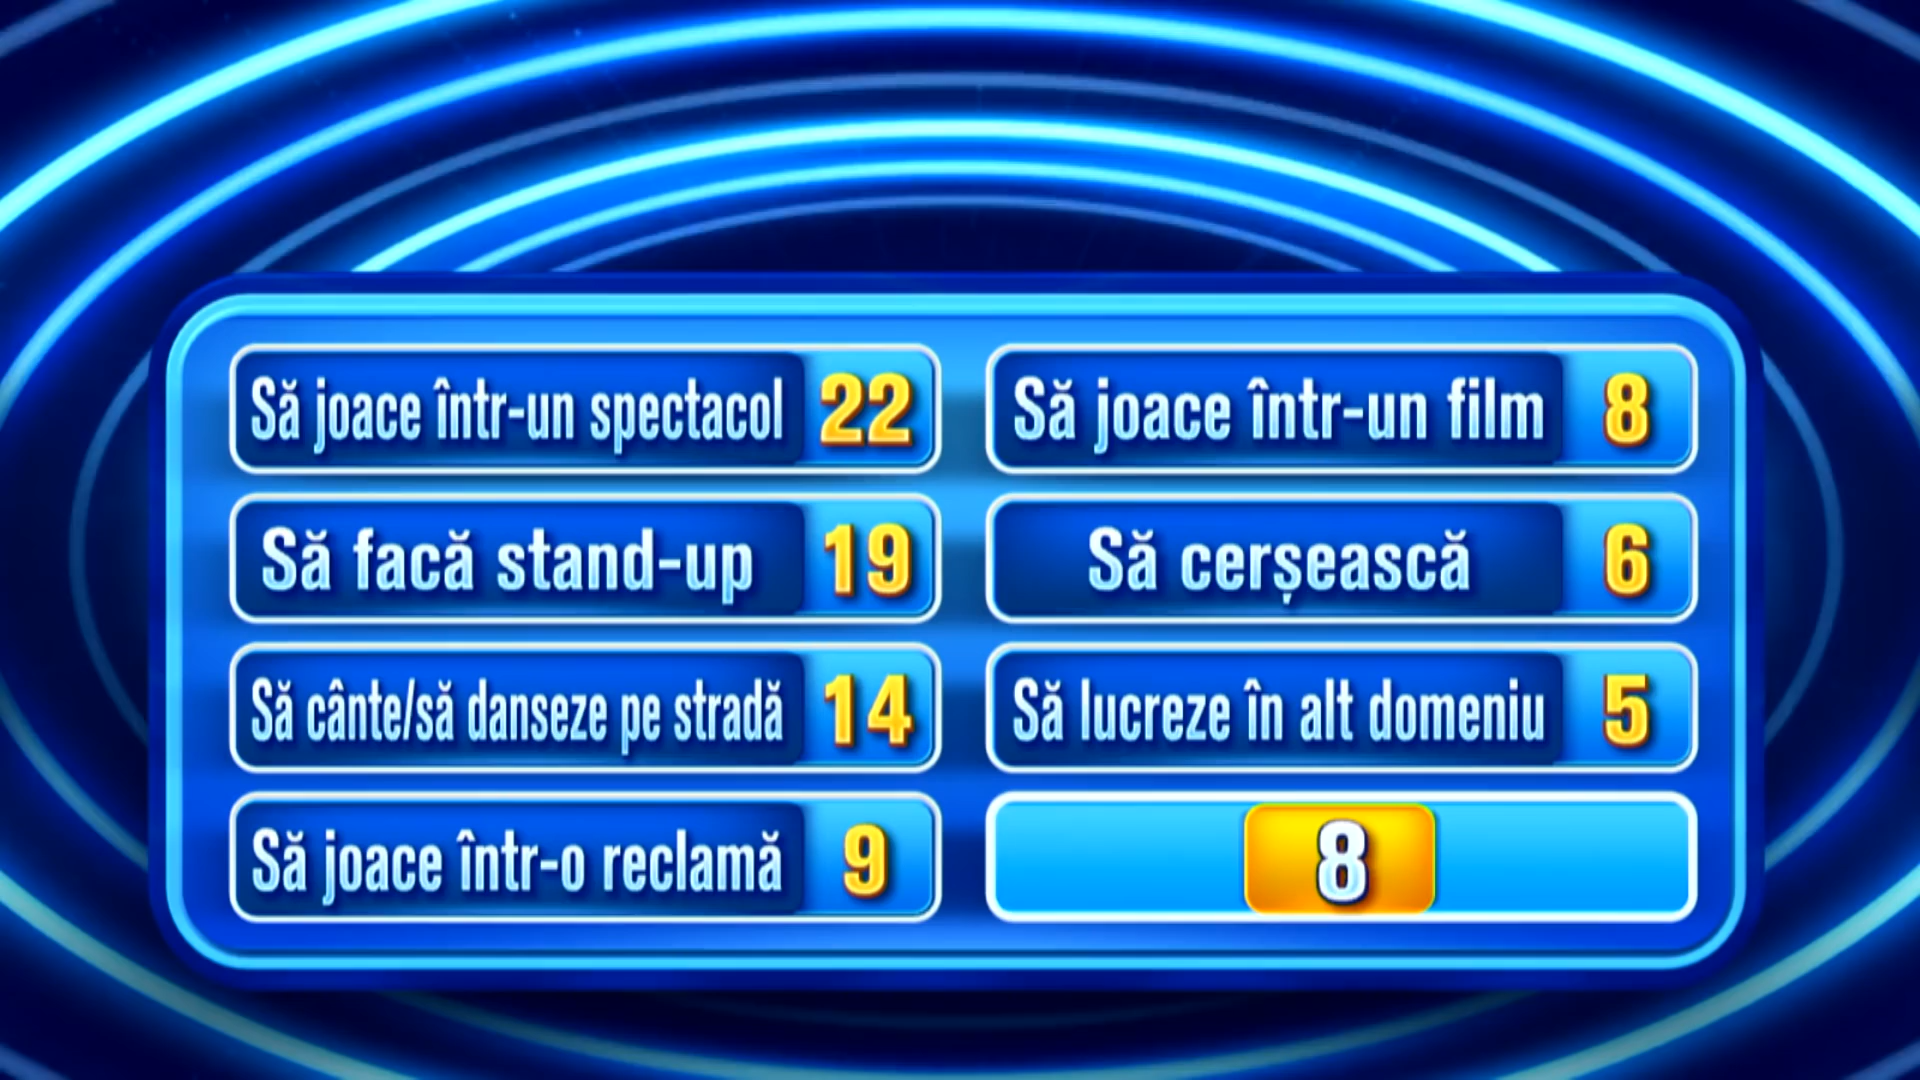 Să joace într-un spectacol 22
Să facă stand-up 19
Să cânte/să danseze pe stradă 14
Să joace într-o reclamă 9
Să joace într-un film 8
Să cerșească 6
Să lucreze în alt domeniu 5
8